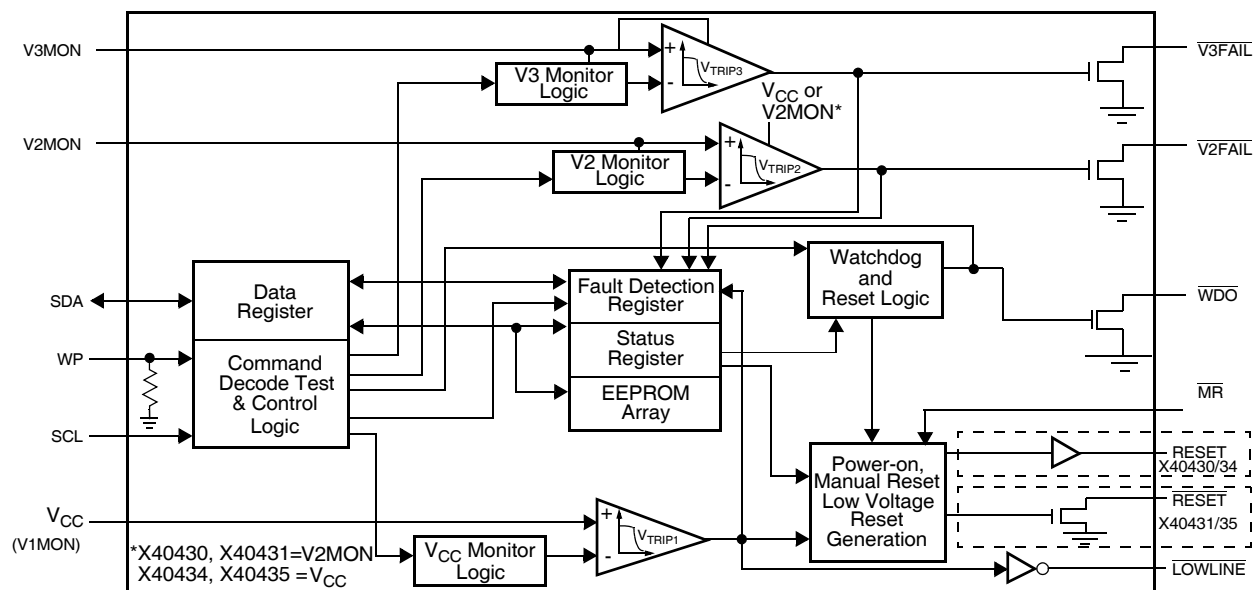 V3MON
V3 Monitor
Logic
+
-
VTRIP3
V3FAIL
VCC or
V2MON*
V2MON
V2 Monitor
Logic
+
-
VTRIP2
V2FAIL
SDA
WP
SCL
Data
Register
Command
Decode Test
& Control
Logic
Fault Detection
Register
Status
Register
EEPROM
Array
Watchdog
and
Reset Logic
WDO
MR
Power-on,
Manual Reset
Low Voltage
Reset
Generation
RESET
X40430/34
RESET
X40431/35
VCC
(V1MON)
*X40430, X40431=V2MON
X40434, X40435 =VCC
VCC Monitor
Logic
+
-
VTRIP1
LOWLINE